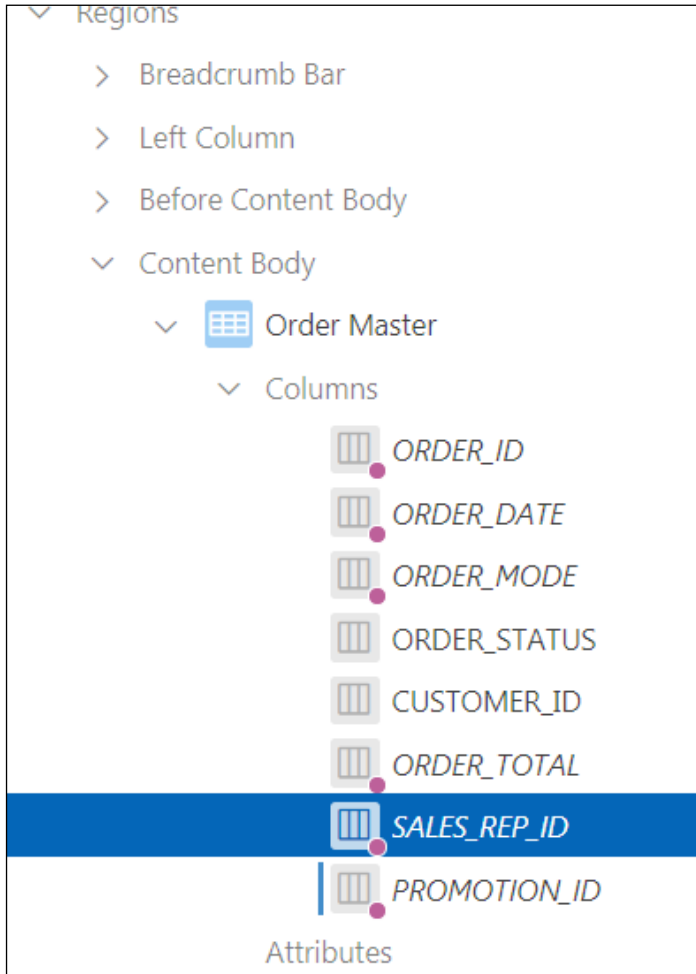 Regions
Breadcrumb Bar
Left Column
Before Content Body
Content Body
Order Master
Columns
ORDER_ID
ORDER_DATE
ORDER_MODE
ORDER_STATUS
CUSTOMER_ID
ORDER_TOTAL
SALES_REP_ID
PROMOTION_ID
Attributes